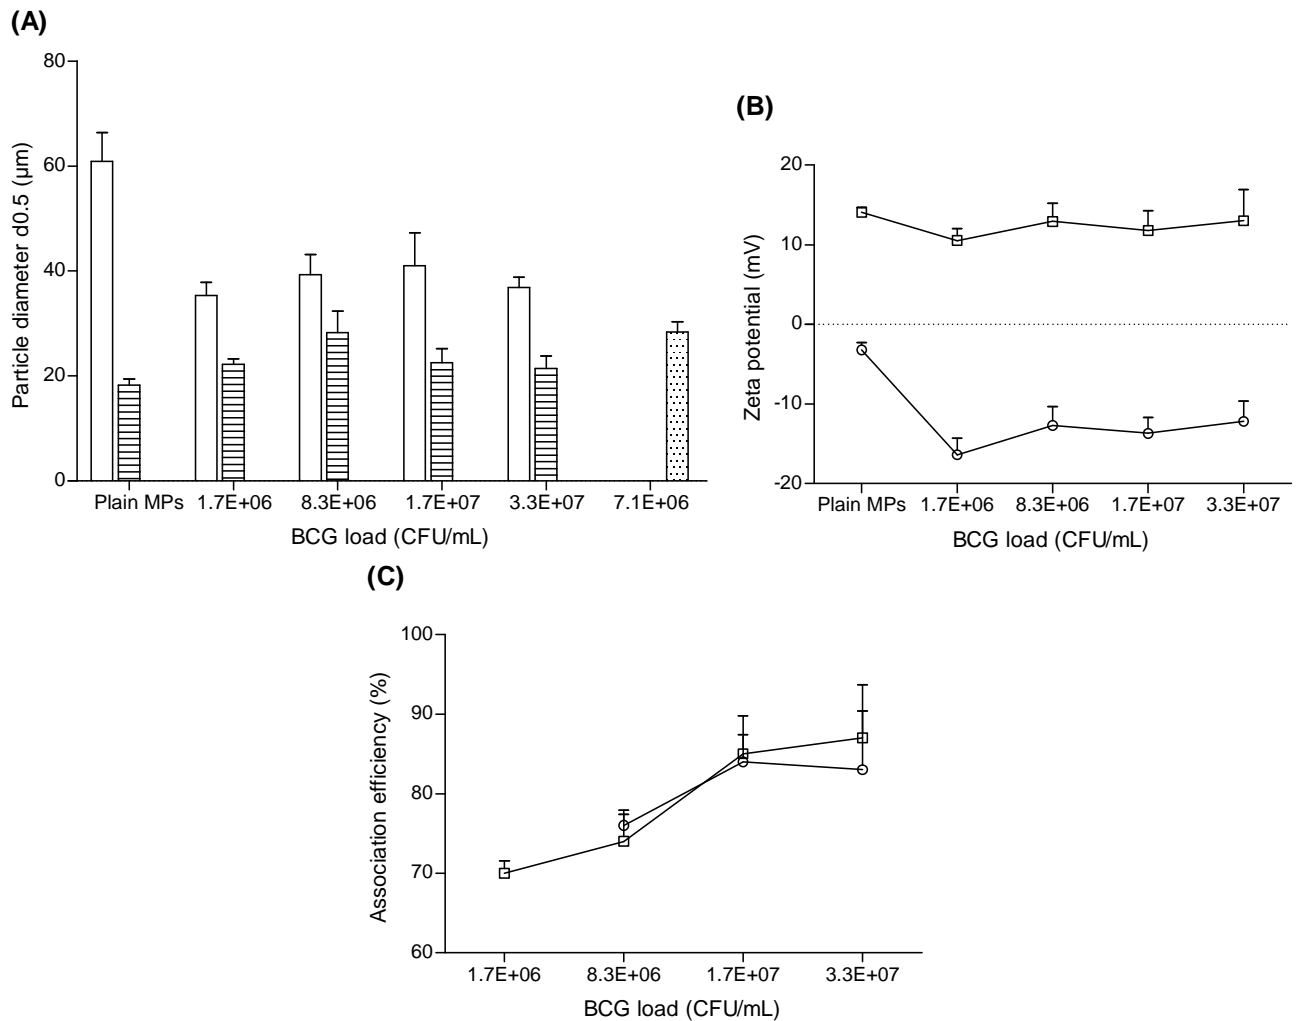 (A)
80
60
40
20
0
Particle diameter d0.5 (µm)
Plain MPs 1.7E+06 8.3E+06 1.7E+07 3.3E+07 7.1E+06
BCG load (CFU/mL)
(B)
20
10
0
-10
-20
Zeta potential (mV)
Plain MPs 1.7E+06 8.3E+06 1.7E+07 3.3E+07
BCG load (CFU/mL)
(C)
100
90
80
70
60
Association efficiency (%)
1.7E+06 8.3E+06 1.7E+07 3.3E+07
BCG load (CFU/mL)